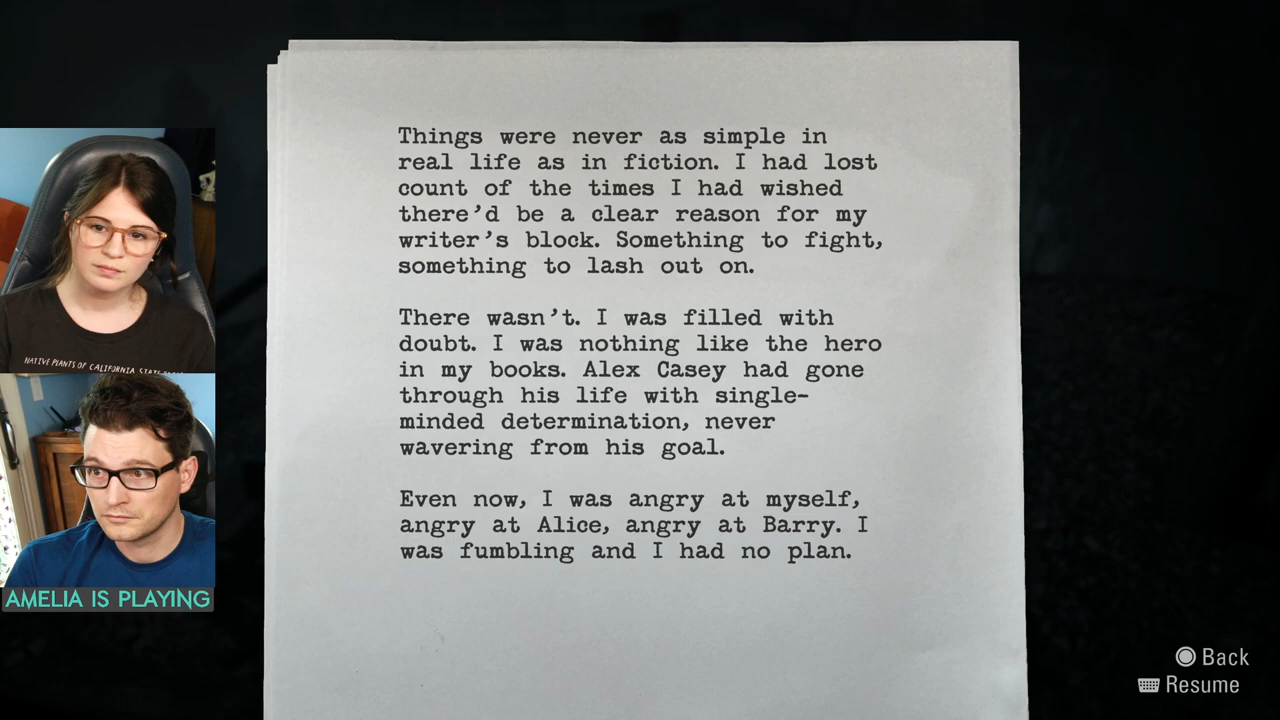 Things were never as simple in
real life as in fiction. I had lost
count of the times I had wished
there'd be a clear reason for my
writer's block. Something to fight,
something to lash out on.
There wasn't. I was filled with
doubt. I was nothing like the hero
in my books. Alex Casey had gone
through his life with single-
minded determination, never
wavering from his goal.
Even now, I was angry at myself,
angry at Alice, angry at Barry. I
was fumbling and I had no plan.
NATIVE PLANTS OF CALIFORNIA
AMELIA IS PLAYING
Back
Resume